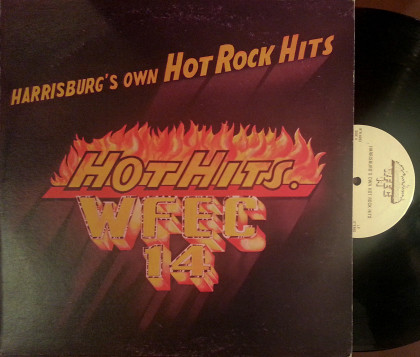 HARRISBURG'S OWN HOT ROCK HITS
HOT HITS.
WFEC
14